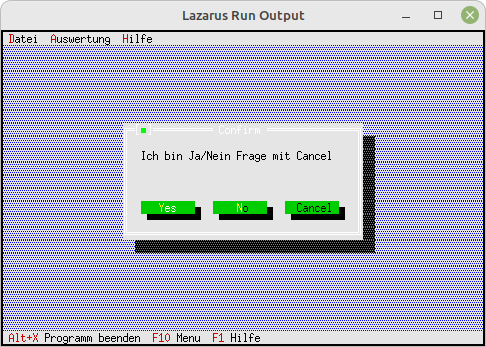 Lazarus Run Output
Datei Auswertung Hilfe
Confirm
Ich bin Ja/Nein Frage mit Cancel
Yes No Cancel
Alt+X Programm beenden F10 Menu F1 Hilfe